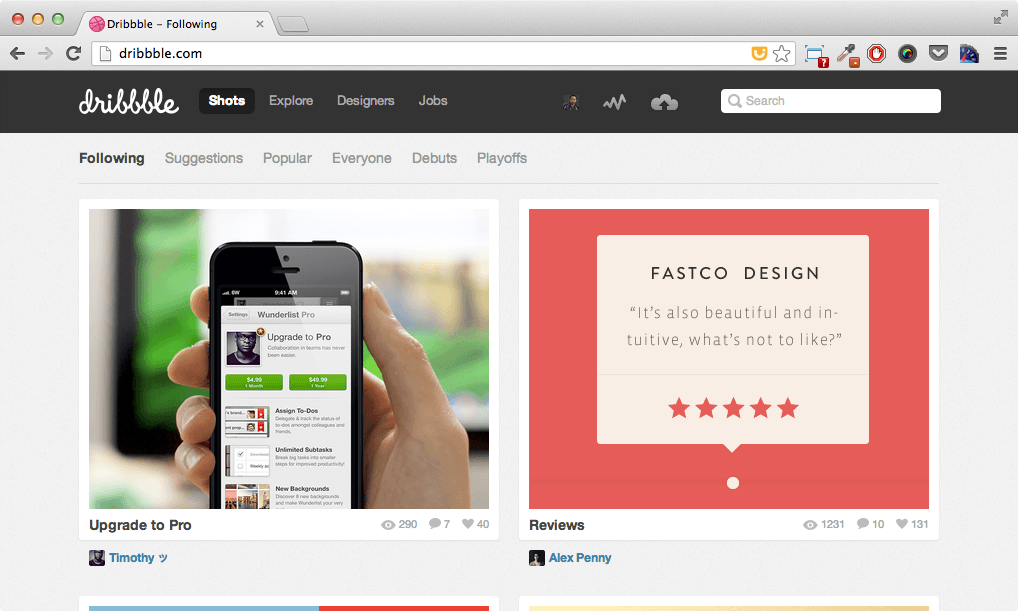 Dribbble – Following
dribbble.com
dribbble
Shots
Explore
Designers
Jobs
Search
Following
Suggestions
Popular
Everyone
Debuts
Playoffs
9:41 AM
Settings
Wunderlist Pro
Upgrade to Pro
Collaboration in teams has never
been easier.
$4.99
1 Month
$49.99
1 Year
Assign To-Dos
Delegate & track the status of
to-dos amongst colleagues and
friends.
Unlimited Subtasks
Break big tasks into smaller
steps for improved productivity!
New Backgrounds
Discover 8 new backgrounds
and make Wunderlist your very
FASTCO DESIGN
“It’s also beautiful and in-
tuitive, what’s not to like?”
Upgrade to Pro
290
7
40
Timothy ツ
Reviews
1231
10
131
Alex Penny